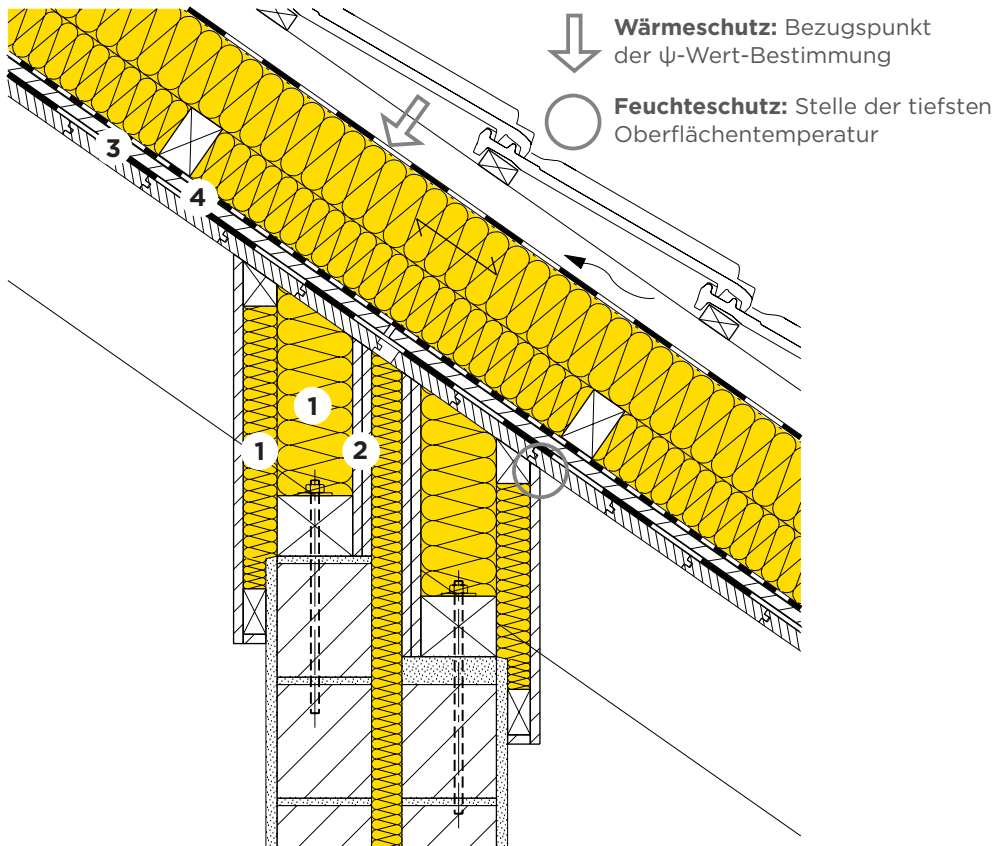 Wärmeschutz: Bezugspunkt
der ψ-Wert-Bestimmung
Feuchteschutz: Stelle der tiefsten
Oberflächentemperatur
3
4
1
1
2